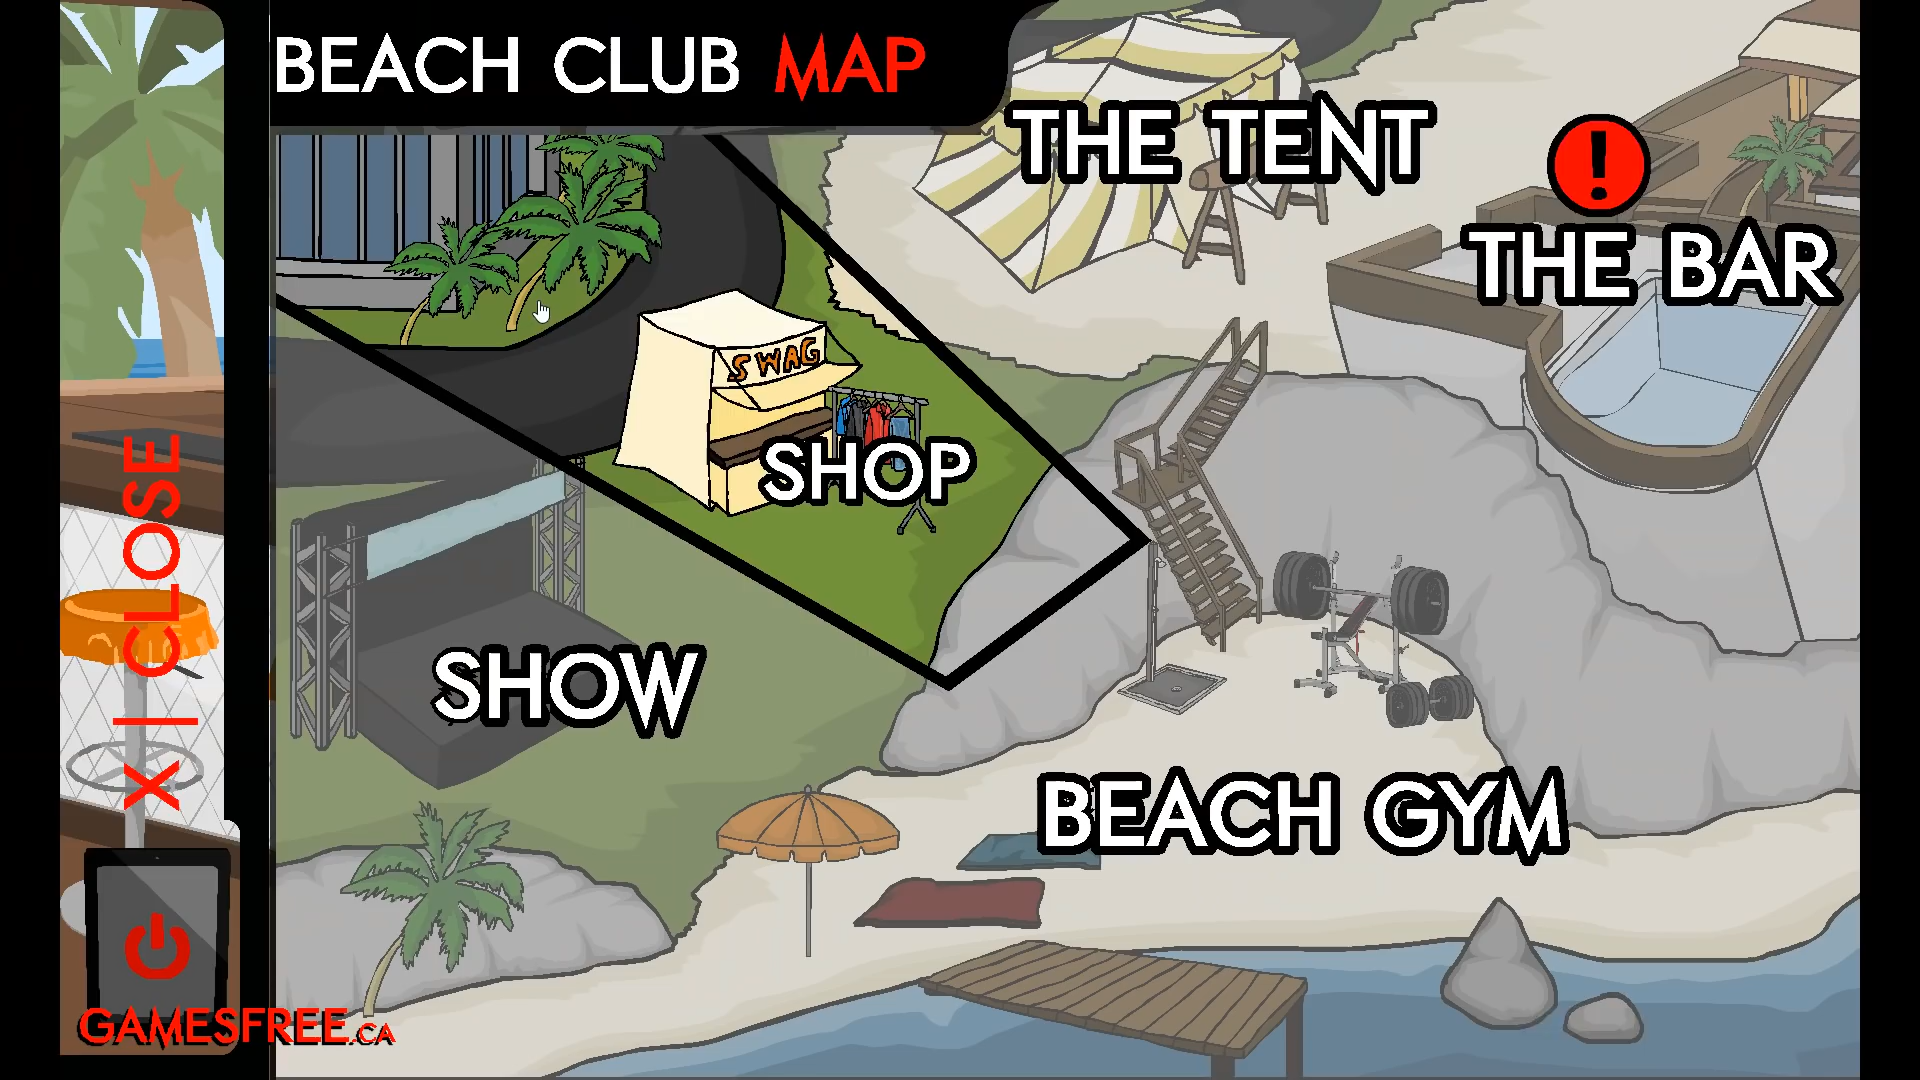 BEACH CLUB MAP
THE TENT
!
THE BAR
SWAG
SHOP
X | CLOSE
SHOW
BEACH GYM
GAMESFREE.CA